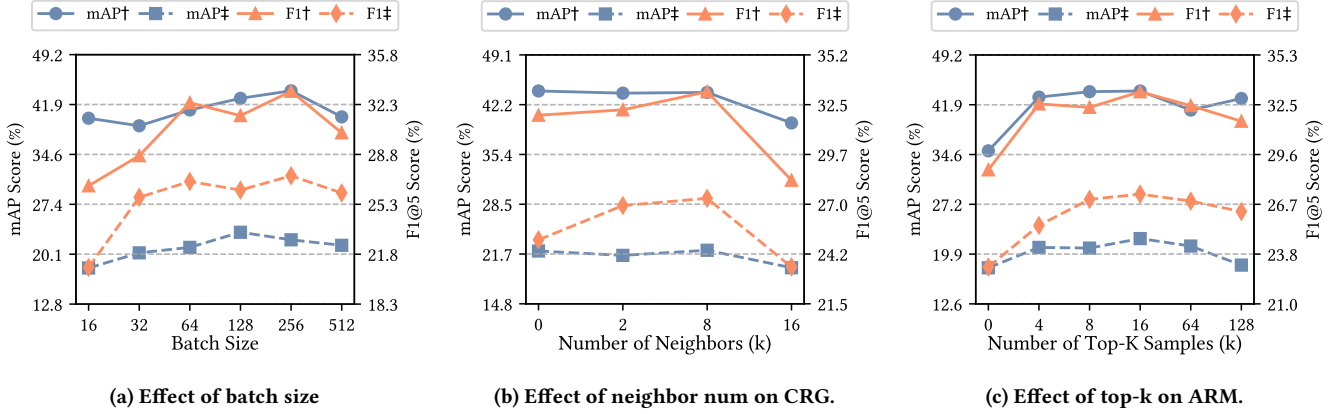 mAP† mAP‡ F1† F1‡
49.2 35.8
41.9 32.3
34.6 28.8
27.4 25.3
20.1 21.8
12.8 18.3
mAP Score (%)
F1@5 Score (%)
16 32 64 128 256 512
Batch Size
(a) Effect of batch size
mAP† mAP‡ F1† F1‡
49.1 35.2
42.2 32.5
35.4 29.7
28.5 27.0
21.7 24.2
14.8 21.5
mAP Score (%)
F1@5 Score (%)
0 2 8 16
Number of Neighbors (k)
(b) Effect of neighbor num on CRG.
mAP† mAP‡ F1† F1‡
49.2 35.3
41.9 32.5
34.6 29.6
27.2 26.7
19.9 23.8
12.6 21.0
mAP Score (%)
F1@5 Score (%)
0 4 8 16 64 128
Number of Top-K Samples (k)
(c) Effect of top-k on ARM.